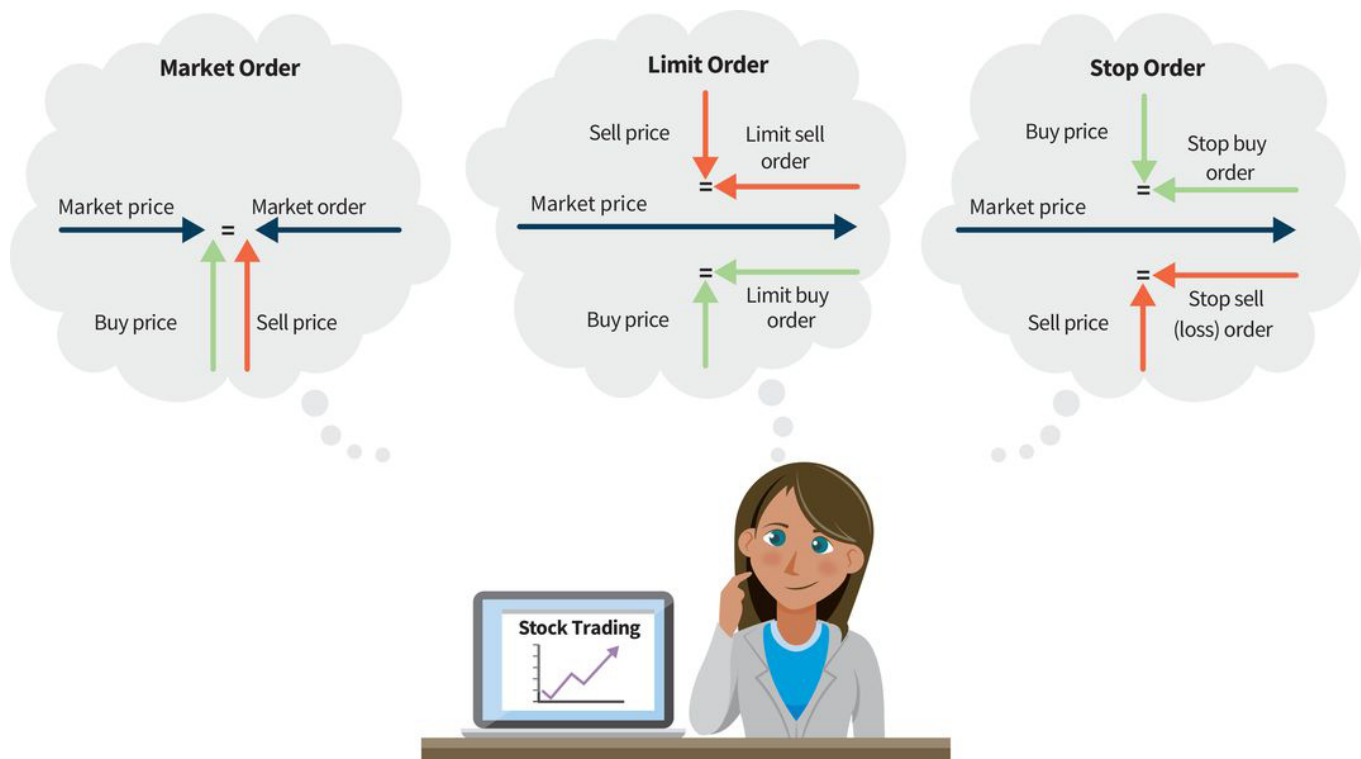 Market Order
Market price
=
Market order
Buy price
Sell price
Limit Order
Sell price
Limit sell
order
=
Market price
=
Limit buy
order
Buy price
Stop Order
Buy price
Stop buy
order
=
Market price
=
Sell price
Stop sell
(loss) order
Stock Trading